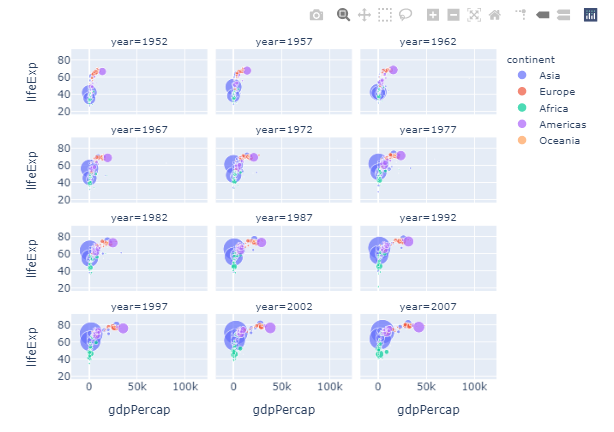 year=1952 year=1957 year=1962
continent
Asia
Europe
Africa
Americas
Oceania
lifeExp
80
60
40
20
year=1967 year=1972 year=1977
lifeExp
80
60
40
20
year=1982 year=1987 year=1992
lifeExp
80
60
40
20
year=1997 year=2002 year=2007
lifeExp
80
60
40
20
0 50k 100k 0 50k 100k 0 50k 100k
gdpPercap gdpPercap gdpPercap